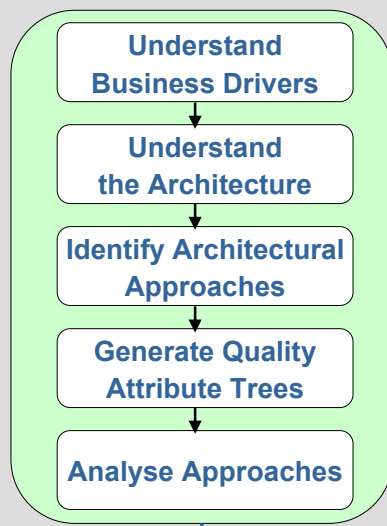 Understand
Business Drivers
Understand
the Architecture
Identify Architectural
Approaches
Generate Quality
Attribute Trees
Analyse Approaches